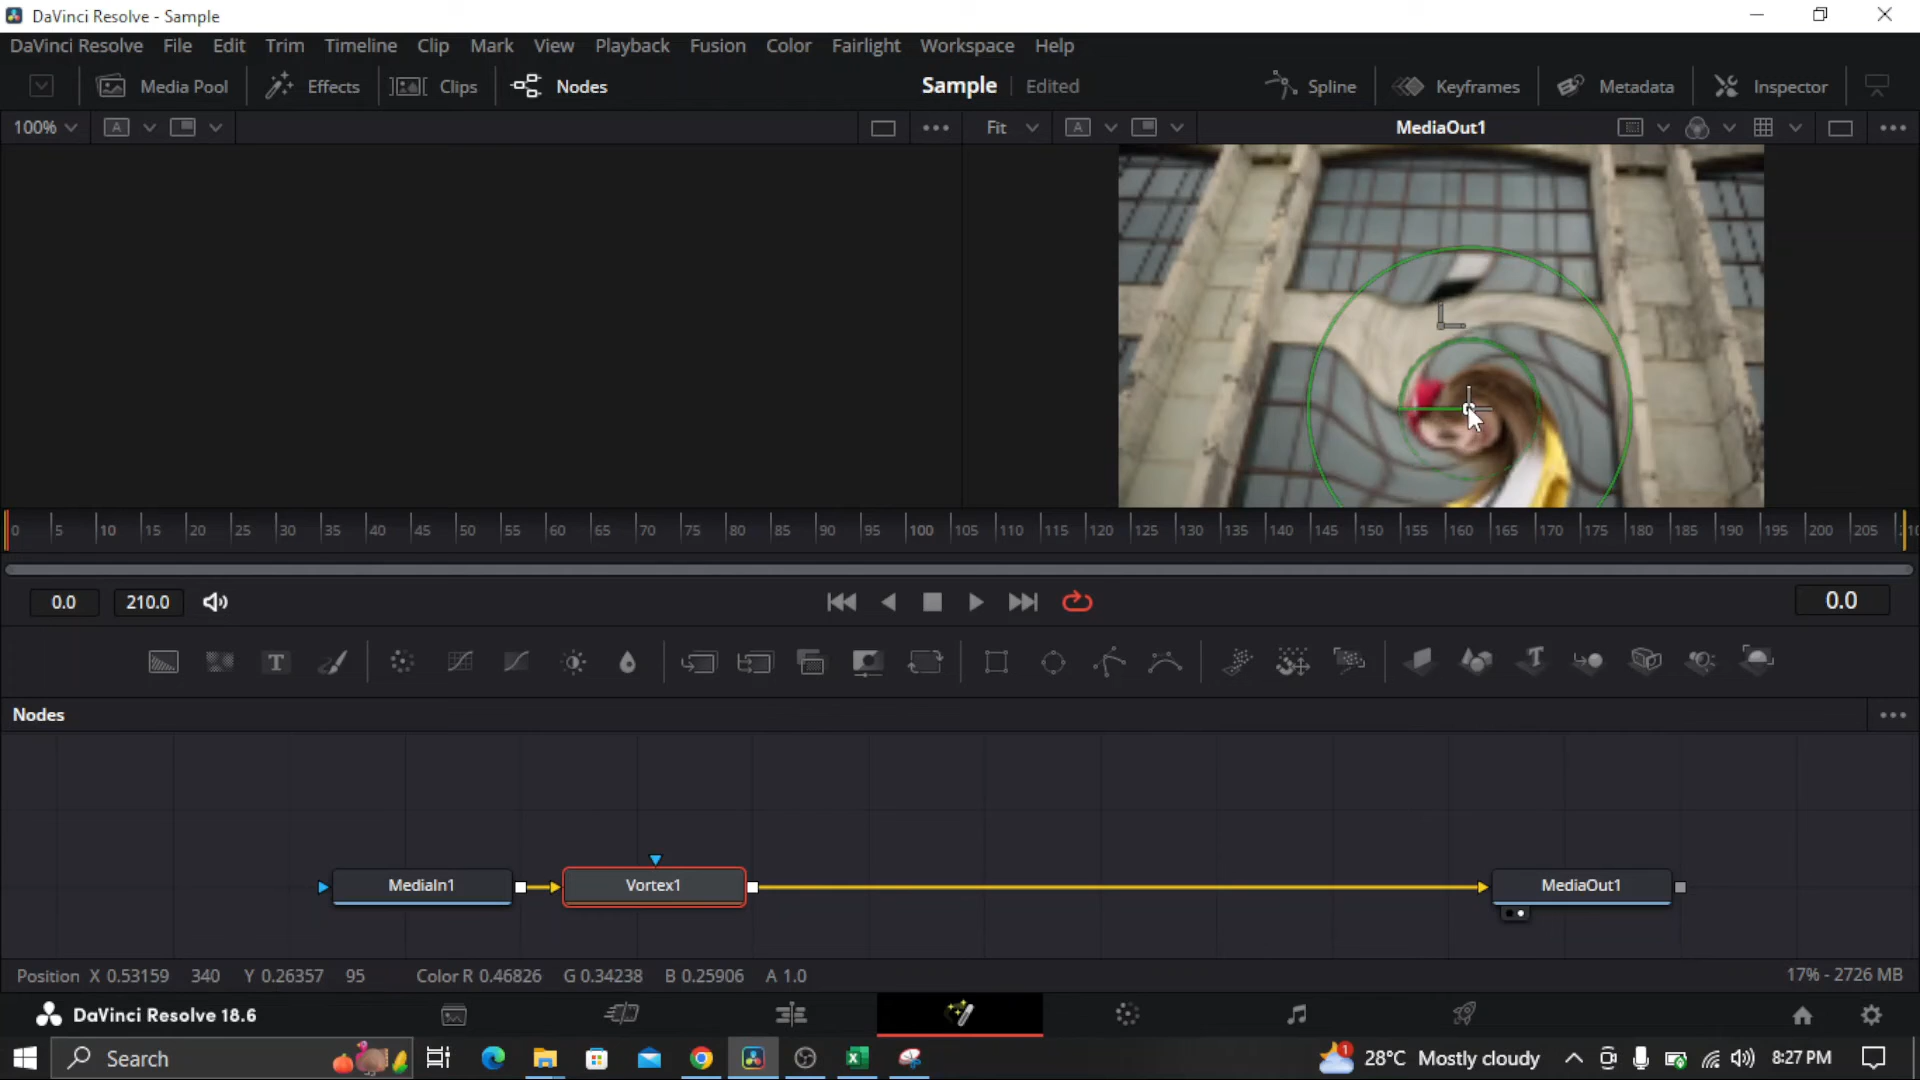 DaVinci Resolve - Sample
DaVinci Resolve File Edit Trim Timeline Clip Mark View Playback Fusion Color Fairlight Workspace Help
Media Pool Effects Clips Nodes Sample Edited Spline Keyframes Metadata Inspector
100% A Fit A MediaOut1
0 5 10 15 20 25 30 35 40 45 50 55 60 65 70 75 80 85 90 95 100 105 110 115 120 125 130 135 140 145 150 155 160 165 170 175 180 185 190 195 200 205
0.0 210.0 0.0
T T
Nodes
MediaIn1 Vortex1 MediaOut1
Position X 0.53159 340 Y 0.26357 95 Color R 0.46826 G 0.34238 B 0.25906 A 1.0 17% - 2726 MB
DaVinci Resolve 18.6
Search 1 28°C Mostly cloudy 8:27 PM